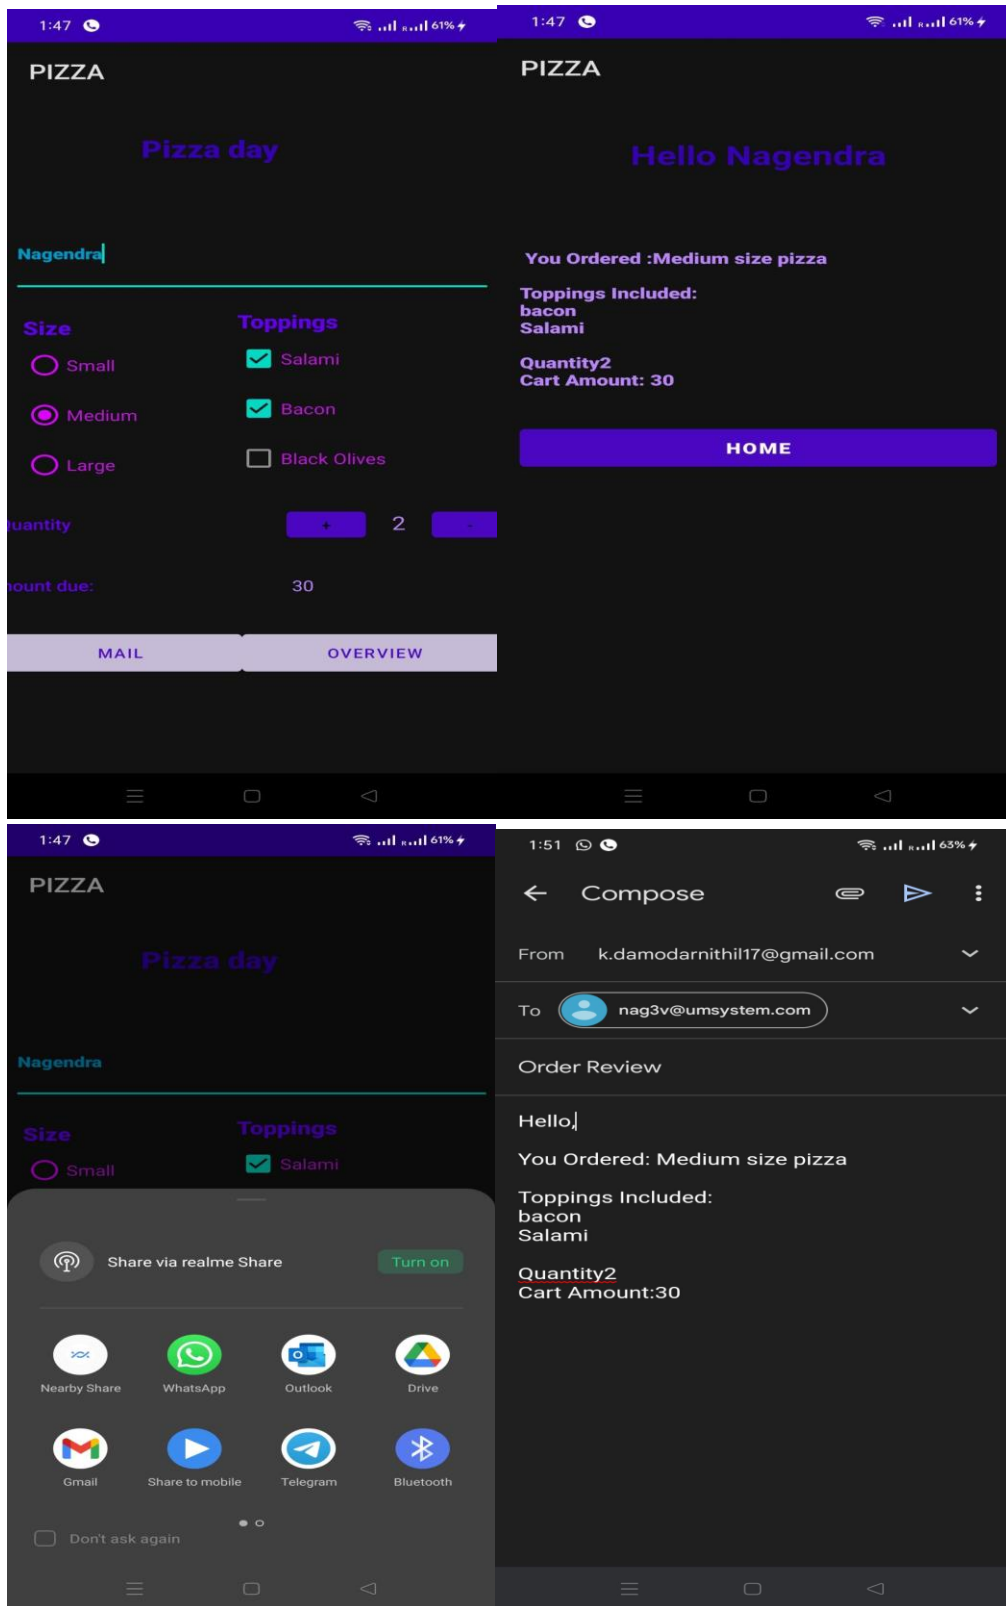 1:47 R 61%
PIZZA
Pizza day
Nagendra
Size Toppings
Small Salami
Medium Bacon
Large Black Olives
uantity + 2 -
mount due: 30
MAIL OVERVIEW
1:47 R 61%
PIZZA
Hello Nagendra
You Ordered :Medium size pizza
Toppings Included:
bacon
Salami
Quantity2
Cart Amount: 30
HOME
1:47 R 61%
PIZZA
Pizza day
Nagendra
Size Toppings
Small Salami
Share via realme Share Turn on
Nearby Share WhatsApp Outlook Drive
Gmail Share to mobile Telegram Bluetooth
Don't ask again
1:51 R 63%
Compose
From k.damodarnithil17@gmail.com
To nag3v@umsystem.com
Order Review
Hello,
You Ordered: Medium size pizza
Toppings Included:
bacon
Salami
Quantity2
Cart Amount:30